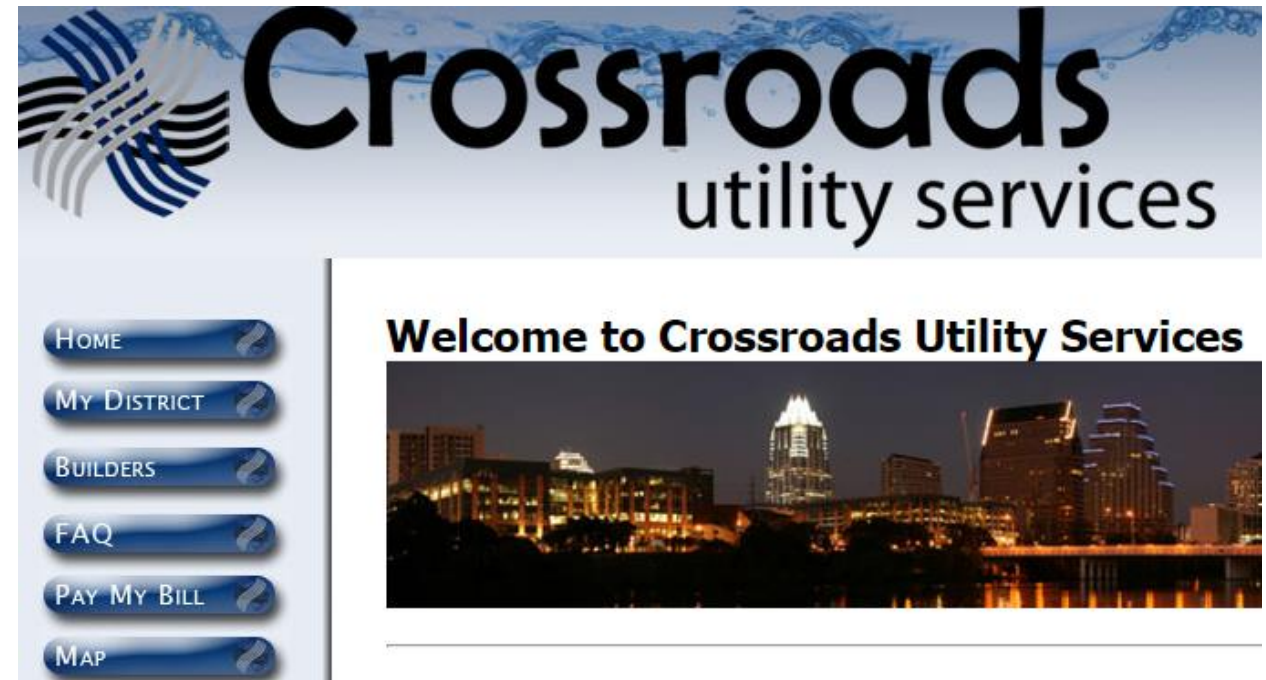 Crossroads
utility services
Home
My District
Builders
FAQ
Pay My Bill
Map
Welcome to Crossroads Utility Services